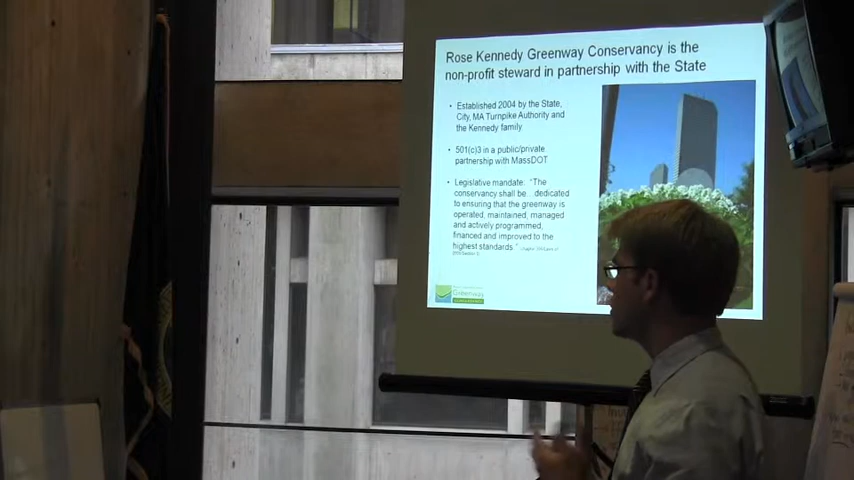 Rose Kennedy Greenway Conservancy is the
non-profit steward in partnership with the State
• Established 2004 by the State,
City, MA Turnpike Authority and
the Kennedy family
• 501(c)3 in a public/private
partnership with MassDOT
• Legislative mandate: "The
conservancy shall be... dedicated
to ensuring that the greenway is
operated, maintained, managed
and actively programmed,
financed and improved to the
highest standards."
Greenway